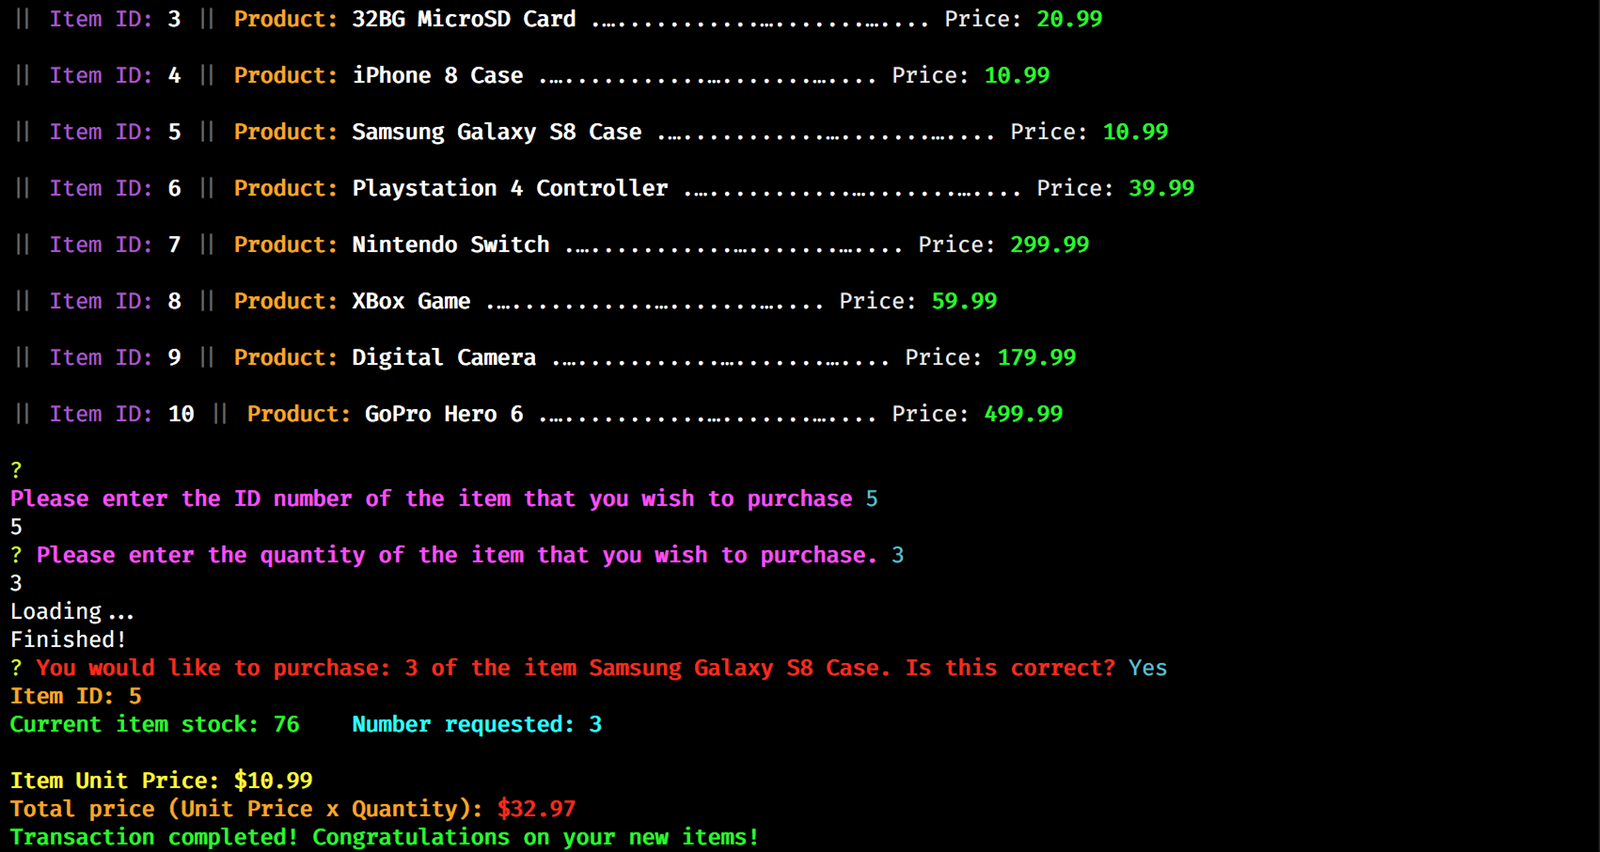 || Item ID: 3 || Product: 32BG MicroSD Card .…...........….......….... Price: 20.99
|| Item ID: 4 || Product: iPhone 8 Case .…...........….......….... Price: 10.99
|| Item ID: 5 || Product: Samsung Galaxy S8 Case .…...........….......….... Price: 10.99
|| Item ID: 6 || Product: Playstation 4 Controller .…...........….......….... Price: 39.99
|| Item ID: 7 || Product: Nintendo Switch .…...........….......….... Price: 299.99
|| Item ID: 8 || Product: XBox Game .…...........….......….... Price: 59.99
|| Item ID: 9 || Product: Digital Camera .…...........….......….... Price: 179.99
|| Item ID: 10 || Product: GoPro Hero 6 .…...........….......….... Price: 499.99
?
Please enter the ID number of the item that you wish to purchase 5
5
? Please enter the quantity of the item that you wish to purchase. 3
3
Loading...
Finished!
? You would like to purchase: 3 of the item Samsung Galaxy S8 Case. Is this correct? Yes
Item ID: 5
Current item stock: 76    Number requested: 3
Item Unit Price: $10.99
Total price (Unit Price x Quantity): $32.97
Transaction completed! Congratulations on your new items!